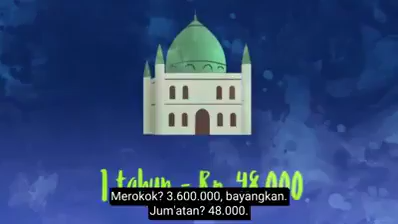 1 tahun = Rp. 48.000
Merokok? 3.600.000, bayangkan.
Jum'atan? 48.000.